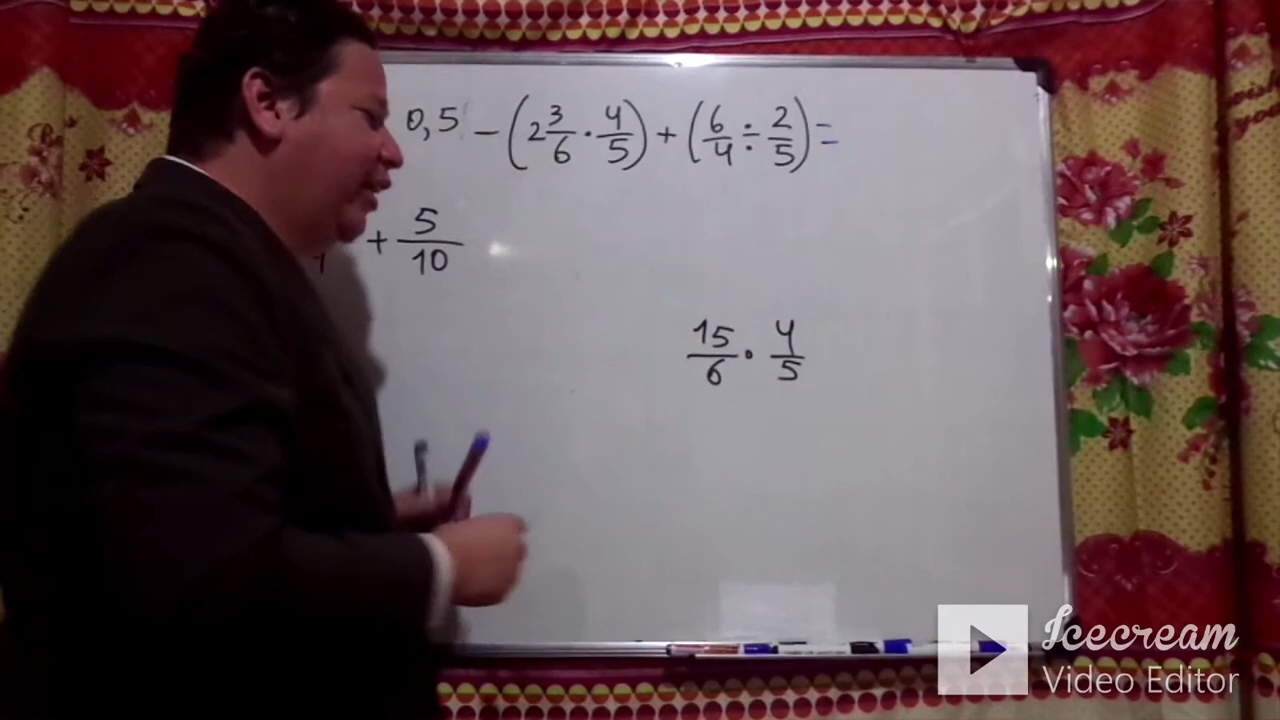 0,5 - (2 3/6 · 4/5) + (6/4 ÷ 2/5) =
+ 5/10
15/6 · 4/5
Icecream
Video Editor